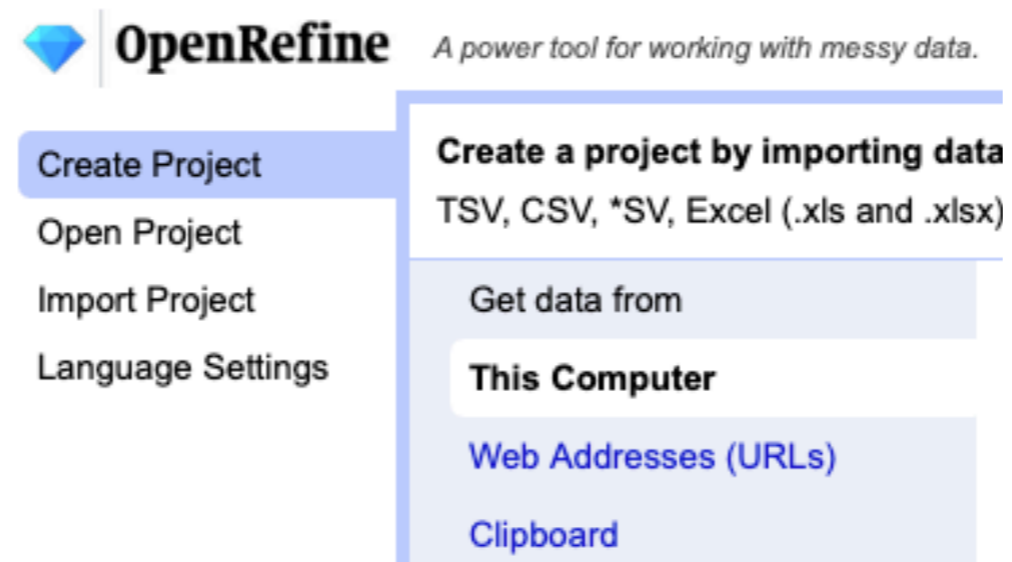 OpenRefine A power tool for working with messy data.
Create Project
Open Project
Import Project
Language Settings
Create a project by importing data
TSV, CSV, *SV, Excel (.xls and .xlsx)
Get data from
This Computer
Web Addresses (URLs)
Clipboard